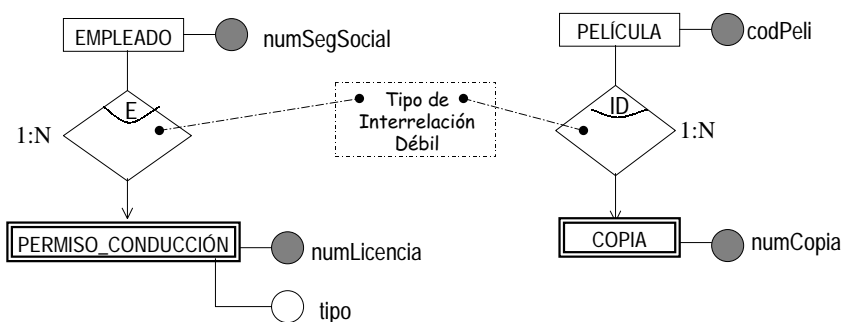 EMPLEADO
numSegSocial
PELÍCULA
codPeli
E
Tipo de
Interrelación
Débil
ID
1:N
1:N
PERMISO_CONDUCCIÓN
numLicencia
tipo
COPIA
numCopia